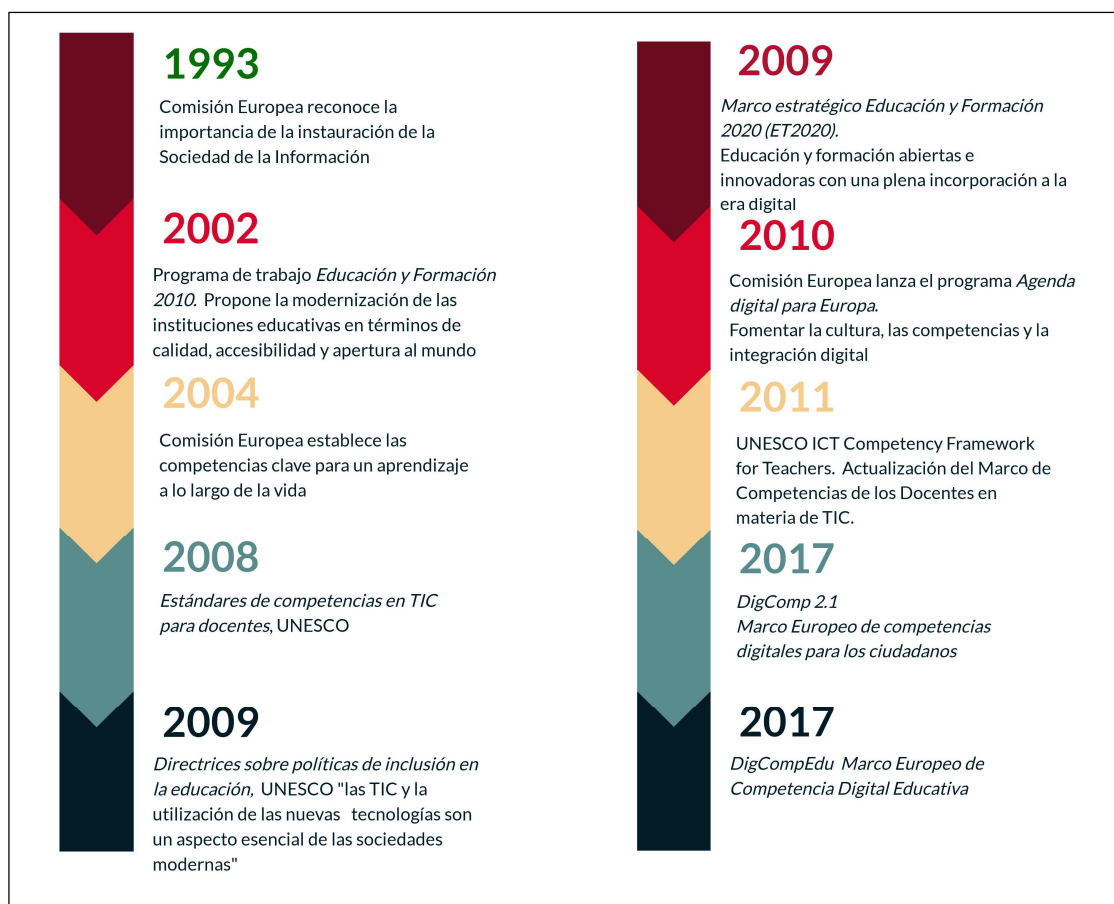 1993
Comisión Europea reconoce la
importancia de la instauración de la
Sociedad de la Información
2002
Programa de trabajo Educación y Formación
2010. Propone la modernización de las
instituciones educativas en términos de
calidad, accesibilidad y apertura al mundo
2004
Comisión Europea establece las
competencias clave para un aprendizaje
a lo largo de la vida
2008
Estándares de competencias en TIC
para docentes, UNESCO
2009
Directrices sobre políticas de inclusión en
la educación, UNESCO "las TIC y la
utilización de las nuevas tecnologías son
un aspecto esencial de las sociedades
modernas"
2009
Marco estratégico Educación y Formación
2020 (ET2020).
Educación y formación abiertas e
innovadoras con una plena incorporación a la
era digital
2010
Comisión Europea lanza el programa Agenda
digital para Europa.
Fomentar la cultura, las competencias y la
integración digital
2011
UNESCO ICT Competency Framework
for Teachers. Actualización del Marco de
Competencias de los Docentes en
materia de TIC.
2017
DigComp 2.1
Marco Europeo de competencias
digitales para los ciudadanos
2017
DigCompEdu Marco Europeo de
Competencia Digital Educativa